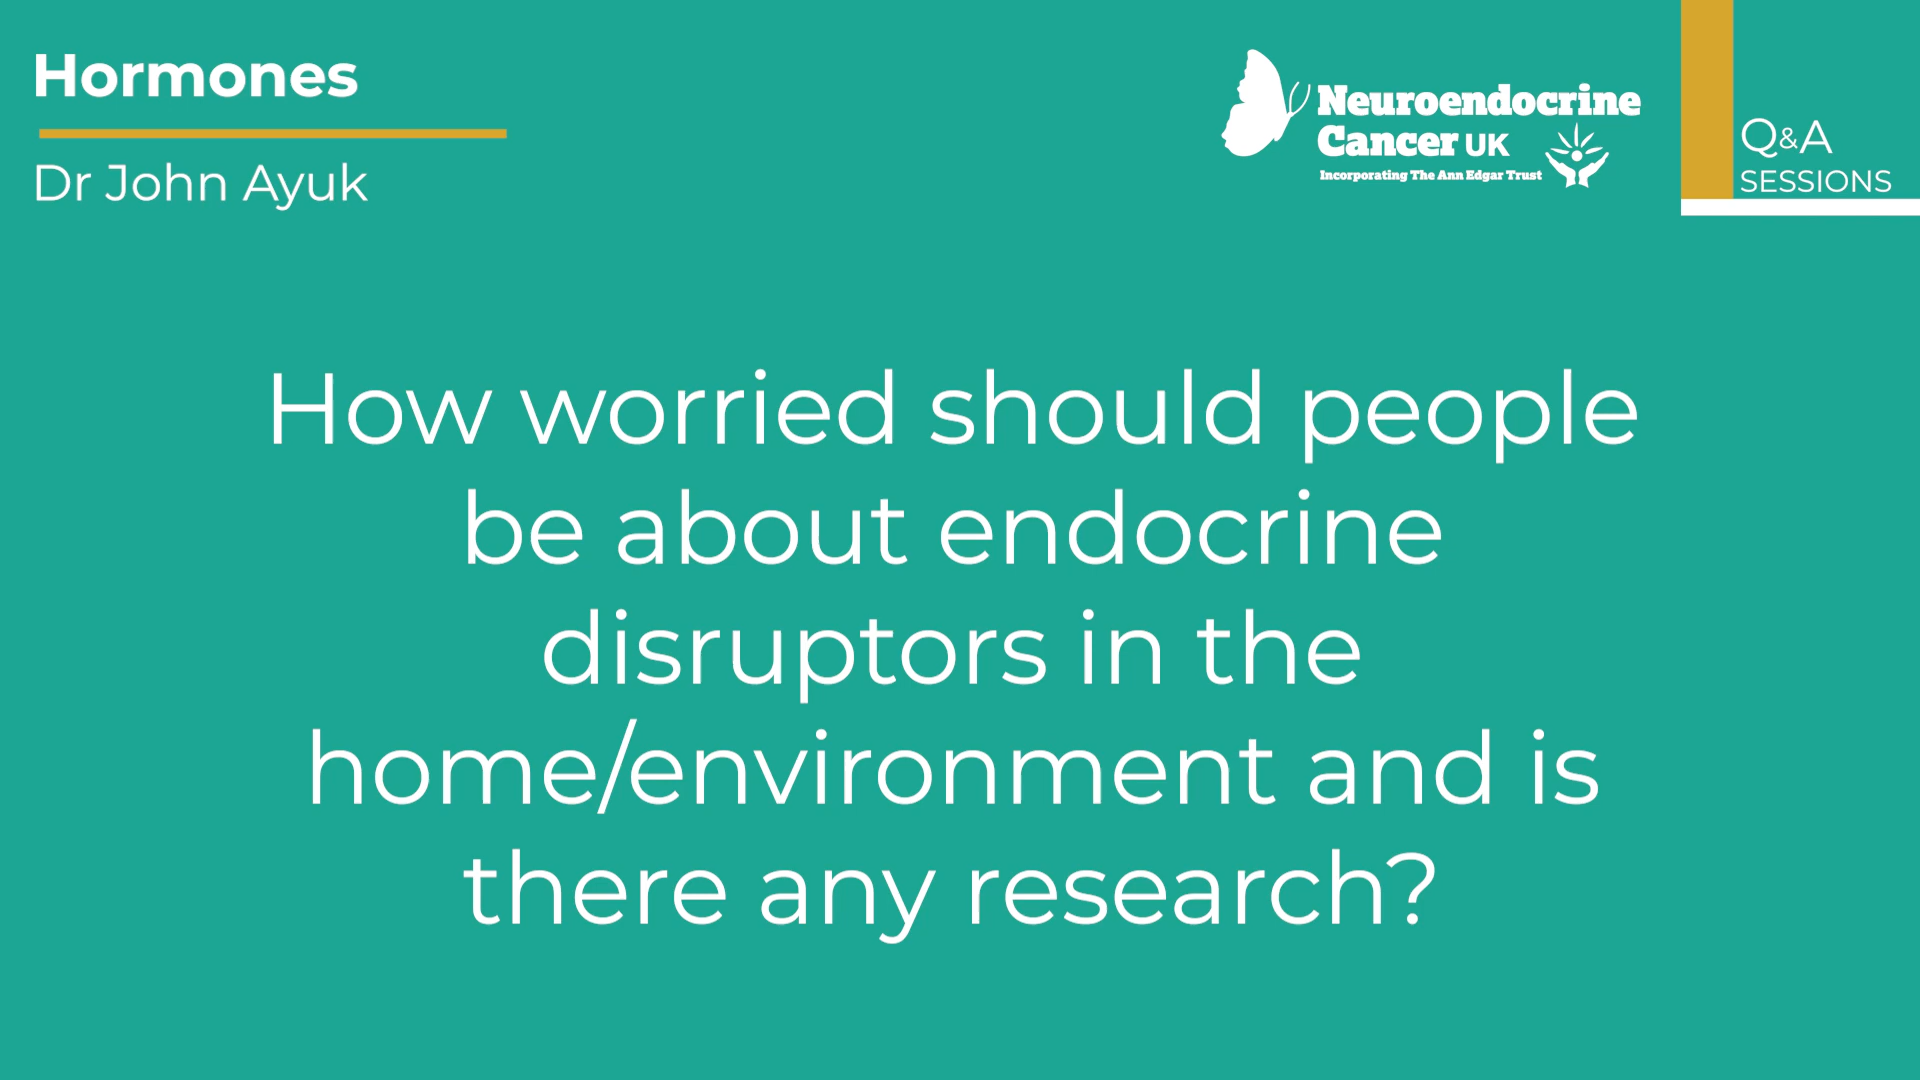 Hormones
Dr John Ayuk
Neuroendocrine
Cancer UK
Incorporating The Ann Edgar Trust
Q&A
SESSIONS
How worried should people
be about endocrine
disruptors in the
home/environment and is
there any research?